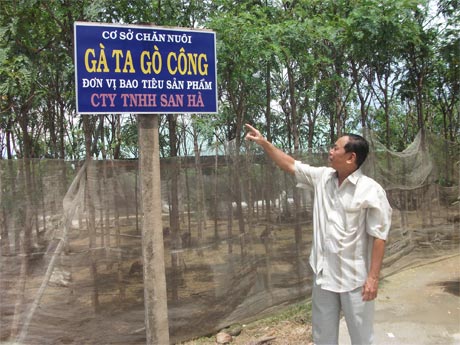 CƠ SỞ CHĂN NUÔI
GÀ TA GÒ CÔNG
ĐƠN VỊ BAO TIÊU SẢN PHẨM
CTY TNHH SAN HÀ